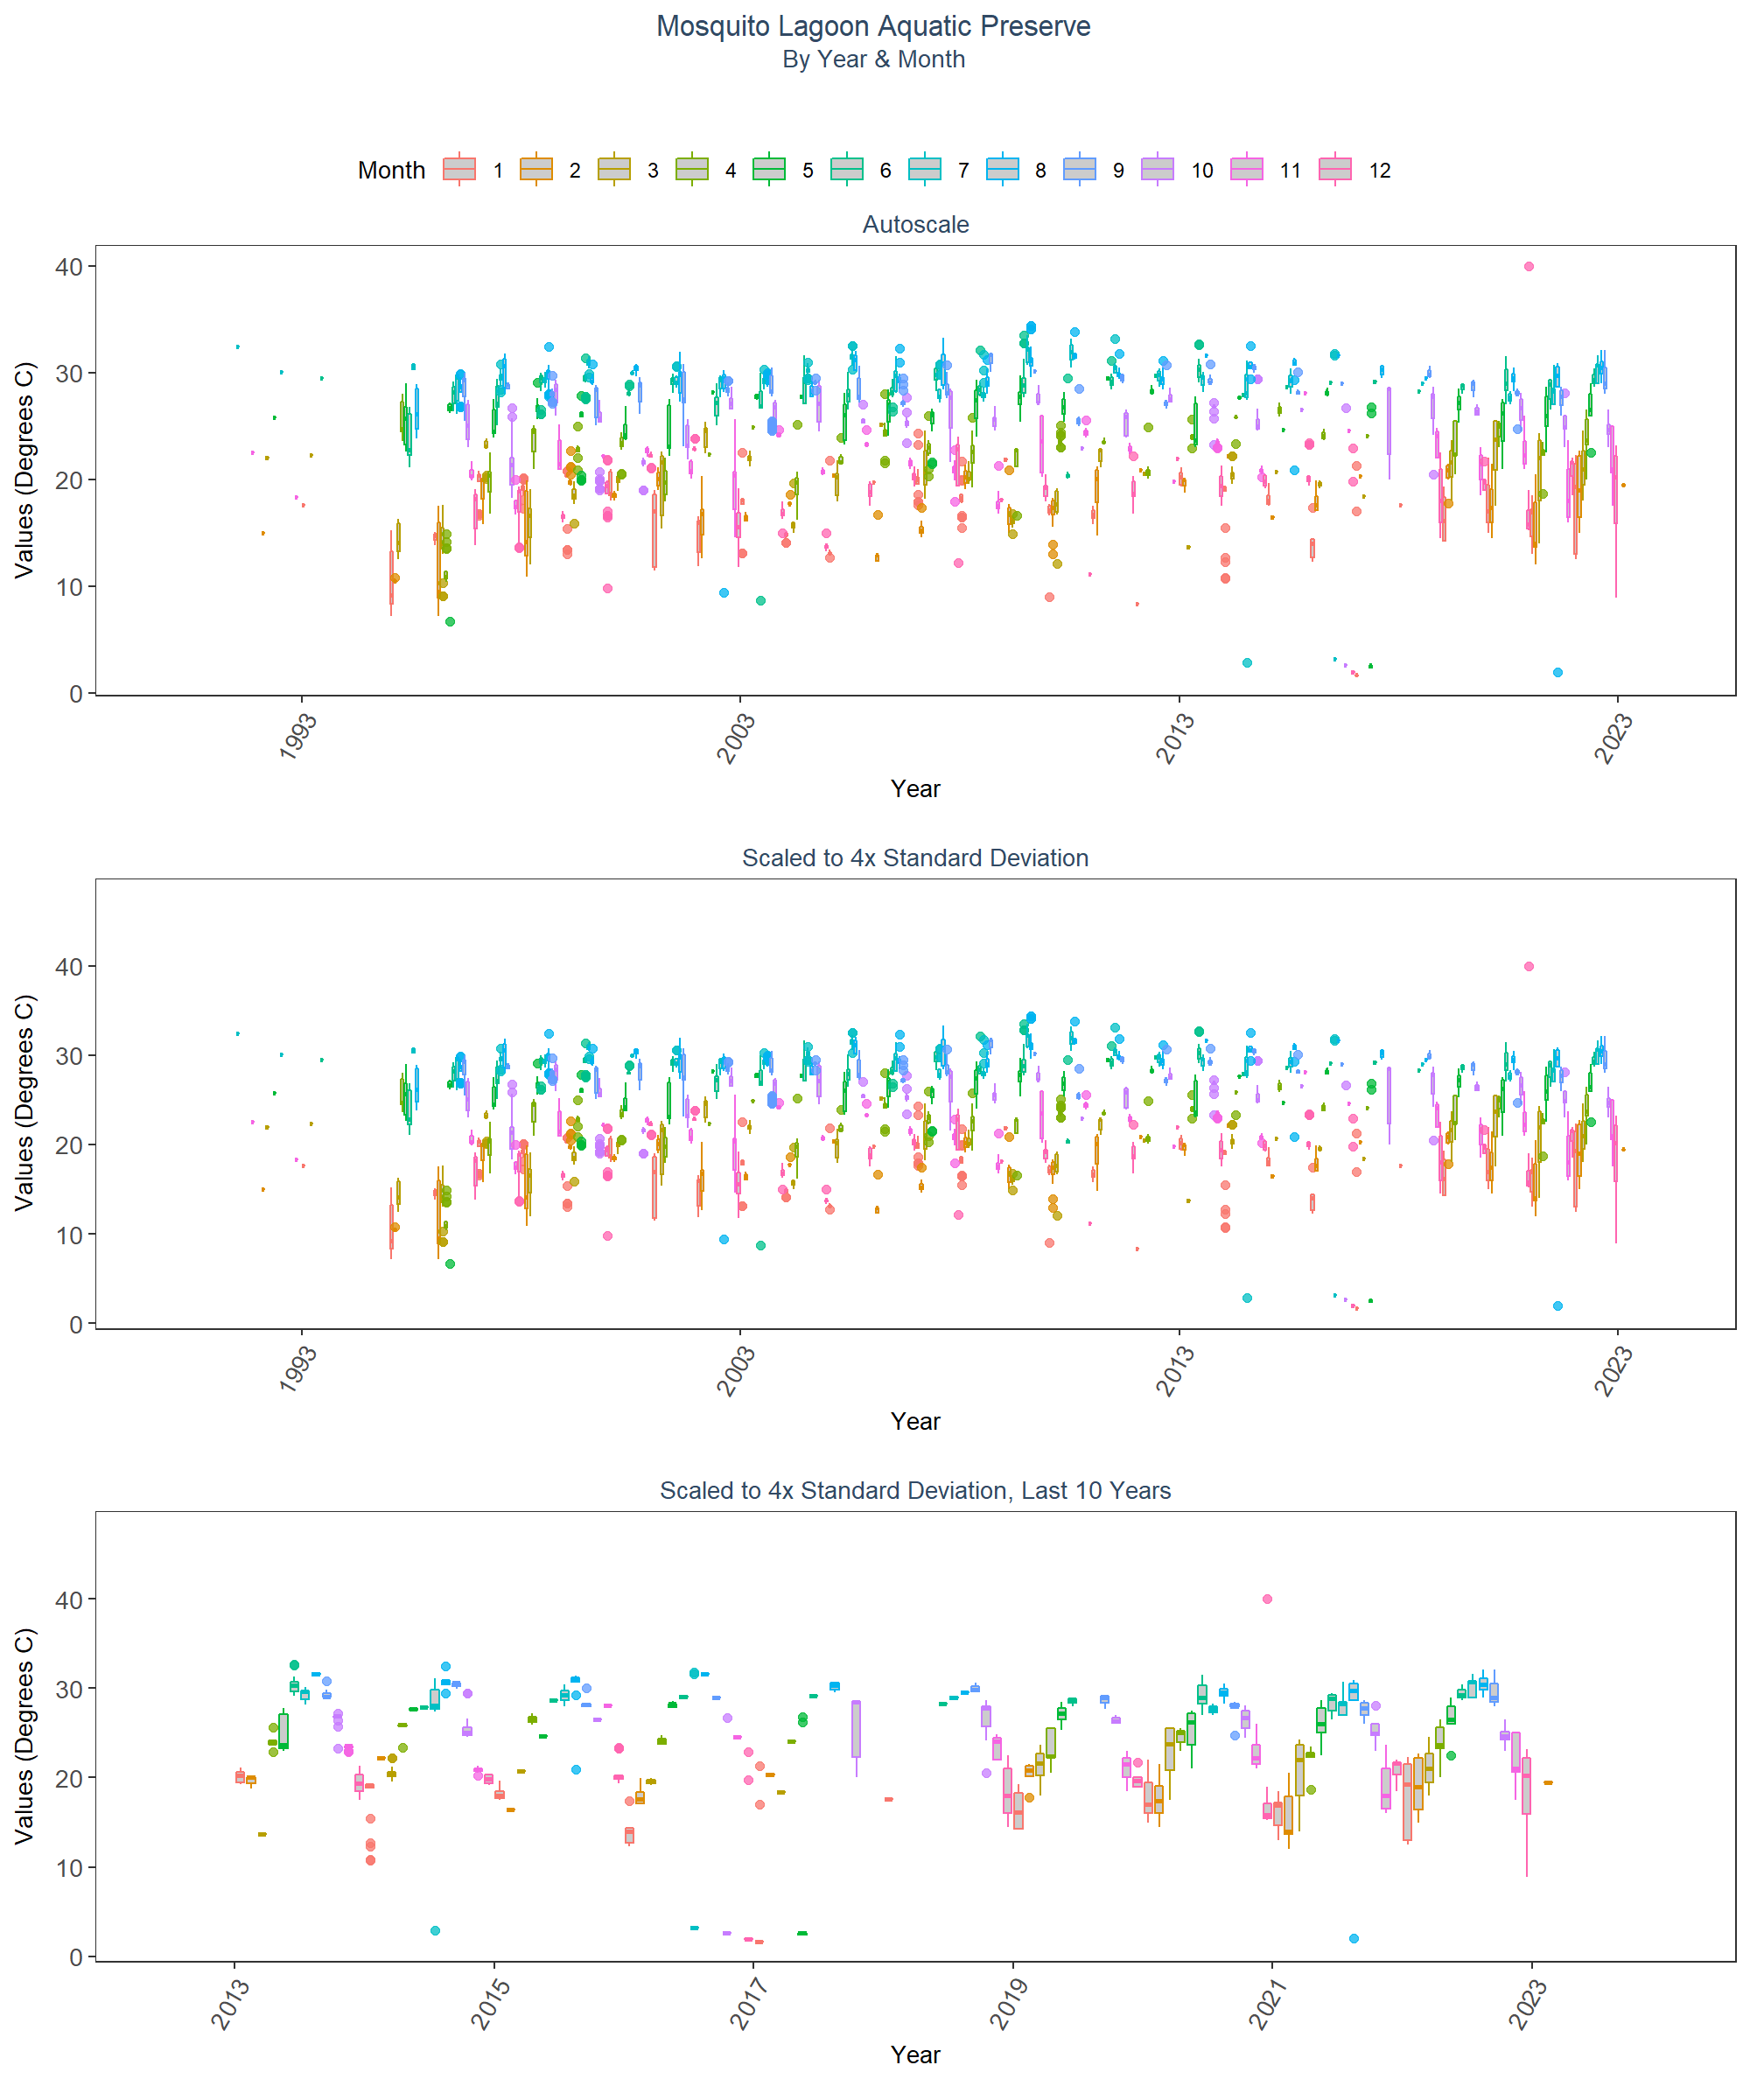 Mosquito Lagoon Aquatic Preserve
By Year & Month
Month 1 2 3 4 5 6 7 8 9 10 11 12
Autoscale
Values (Degrees C)
40
30
20
10
0
1993 2003 2013 2023
Year
Scaled to 4x Standard Deviation
Values (Degrees C)
40
30
20
10
0
1993 2003 2013 2023
Year
Scaled to 4x Standard Deviation, Last 10 Years
Values (Degrees C)
40
30
20
10
0
2013 2015 2017 2019 2021 2023
Year